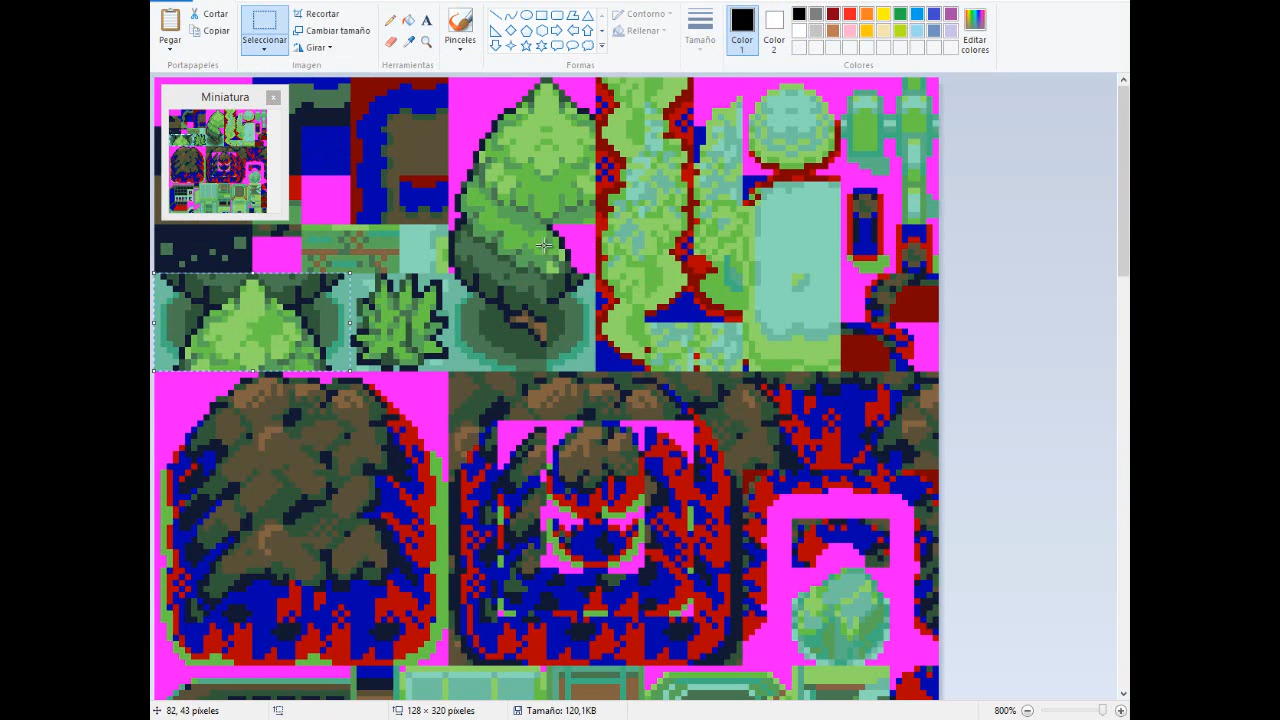 Pegar
Cortar
Copiar
Portapapeles
Seleccionar
Recortar
Cambiar tamaño
Girar
Imagen
Herramientas
A
Pinceles
Formas
Contorno
Rellenar
Tamaño
Color 1
Color 2
Editar colores
Colores
Miniatura
x
82, 43 píxeles
128 × 320 píxeles
Tamaño: 120,1KB
800%